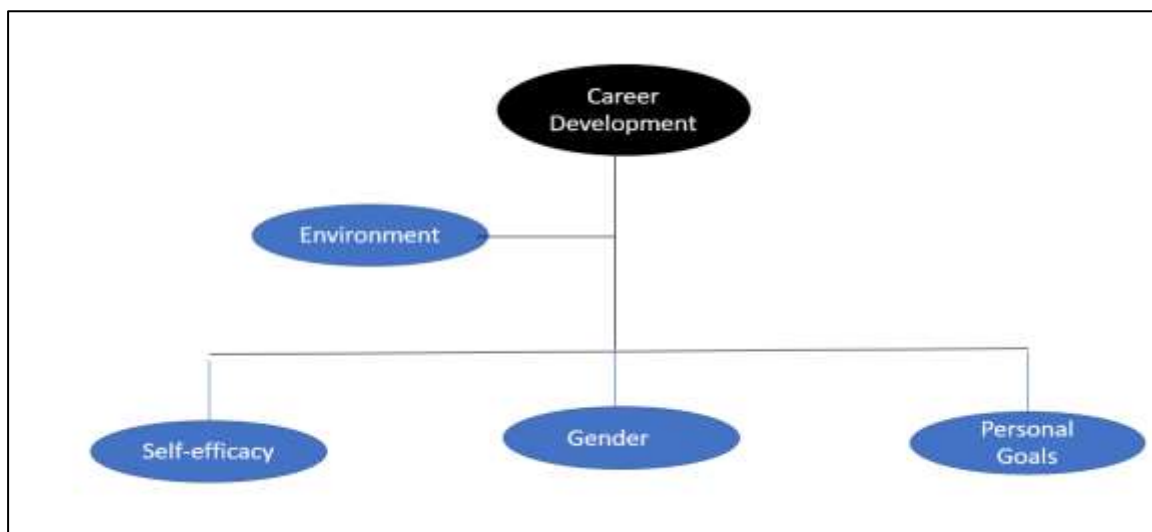 Career
Development
Environment
Self-efficacy
Gender
Personal
Goals